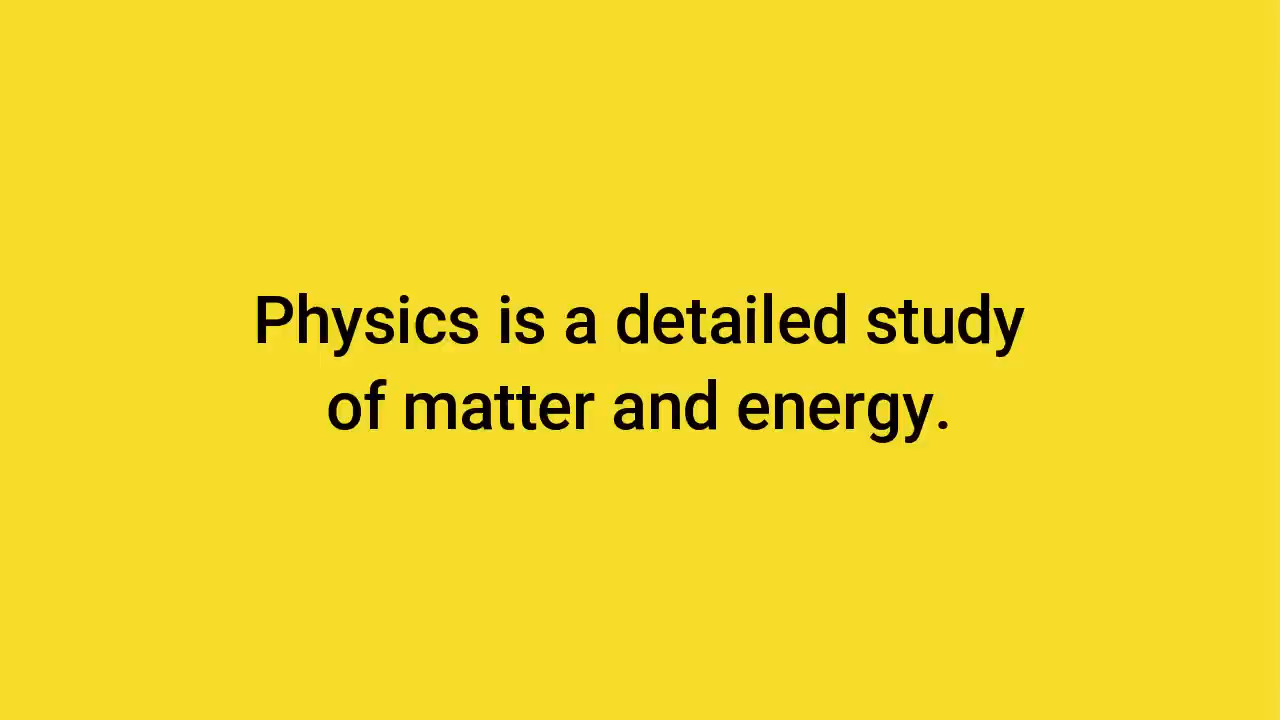 Physics is a detailed study
of matter and energy.